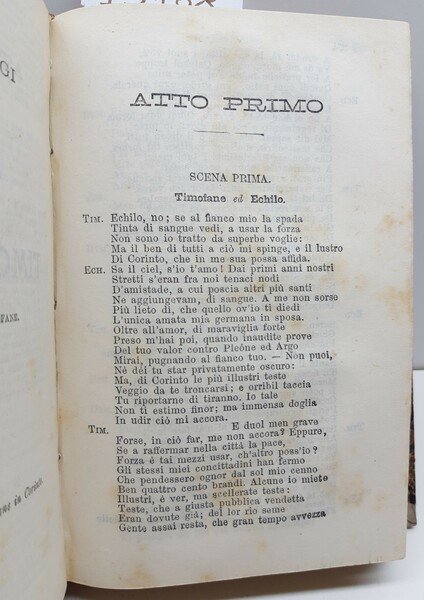 ATTO PRIMO
SCENA PRIMA.
Timofane ed Echilo.
TIM. Echilo, no; se al fianco mio la spada
Tinta di sangue vedi, a usar la forza
Non sono io tratto da superbe voglie:
Ma il ben di tutti a ciò mi spinge, e il lustro
Di Corinto, che in me sua possa affida.
ECH. Sa il ciel, s'io t'amo! Dai primi anni nostri
Stretti s'eran fra noi tenaci nodi
D'amistade, a cui poscia altri più santi
Ne aggiungevam, di sangue. A me non sorse
Più lieto dì, che quello ov'io ti diedi
L'unica amata mia germana in sposa.
Oltre all'amor, di maraviglia forte
Preso m'hai poi, quando inaudite prove
Del tuo valor contro Pleône ed Argo
Mirai, pugnando al fianco tuo. — Non puoi,
Nè dêi tu star privatamente oscuro:
Ma, di Corinto le più illustri teste
Veggio da te troncarsi; e orribil taccia
Tu riportarne di tiranno. Io tale
Non ti estimo finor; ma immensa doglia
In udir ciò mi accora.
TIM. E duol men grave
Forse, in ciò far, me non accora? Eppure,
Se a raffermar nella città la pace,
Forza è tai mezzi usar, ch'altro poss'io?
Gli stessi miei concittadini han fermo
Che pendessero ognor dal sol mio cenno
Ben quattro cento brandi. Alcune io mieto
Illustri, è ver, ma scellerate teste:
Teste, che a giusta pubblica vendetta
Eran dovute già; del lor rio seme
Gente assai resta, che gran tempo avvezza